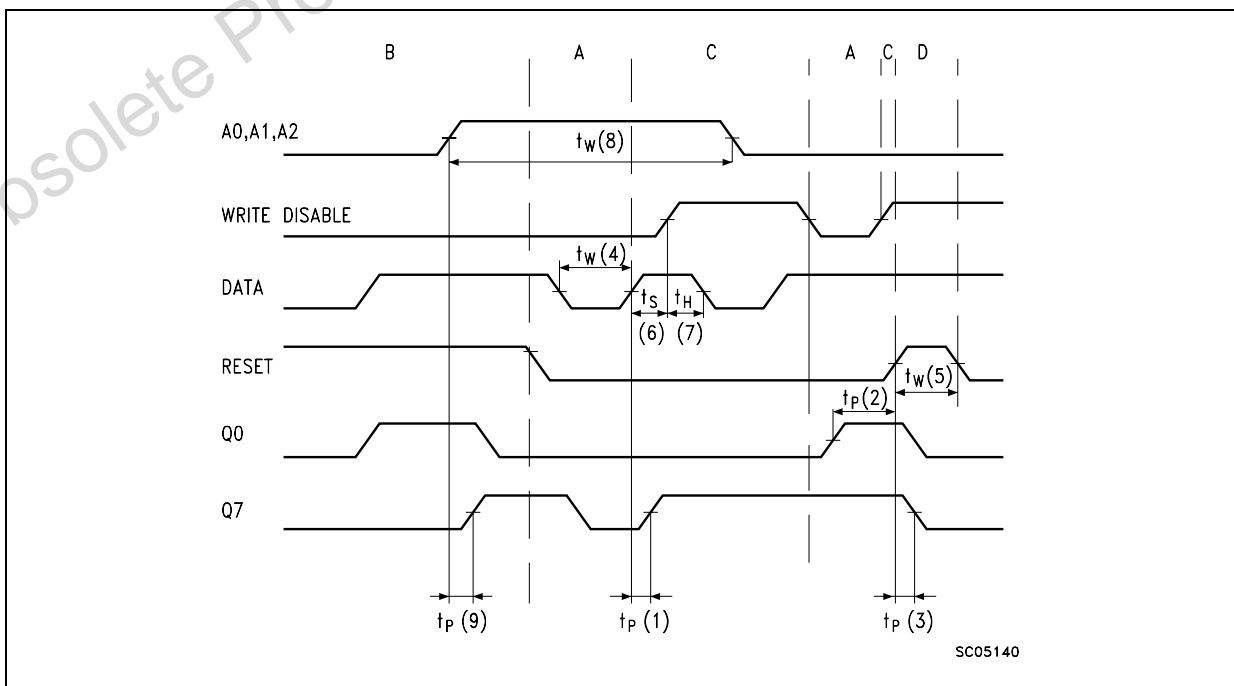 bsolete Pro
B A C A C D
A0,A1,A2
tW(8)
WRITE DISABLE
tW(4)
DATA
tS tH
(6) (7)
RESET
tW(5)
tP(2)
Q0
Q7
tP(9) tP(1) tP(3)
SC05140